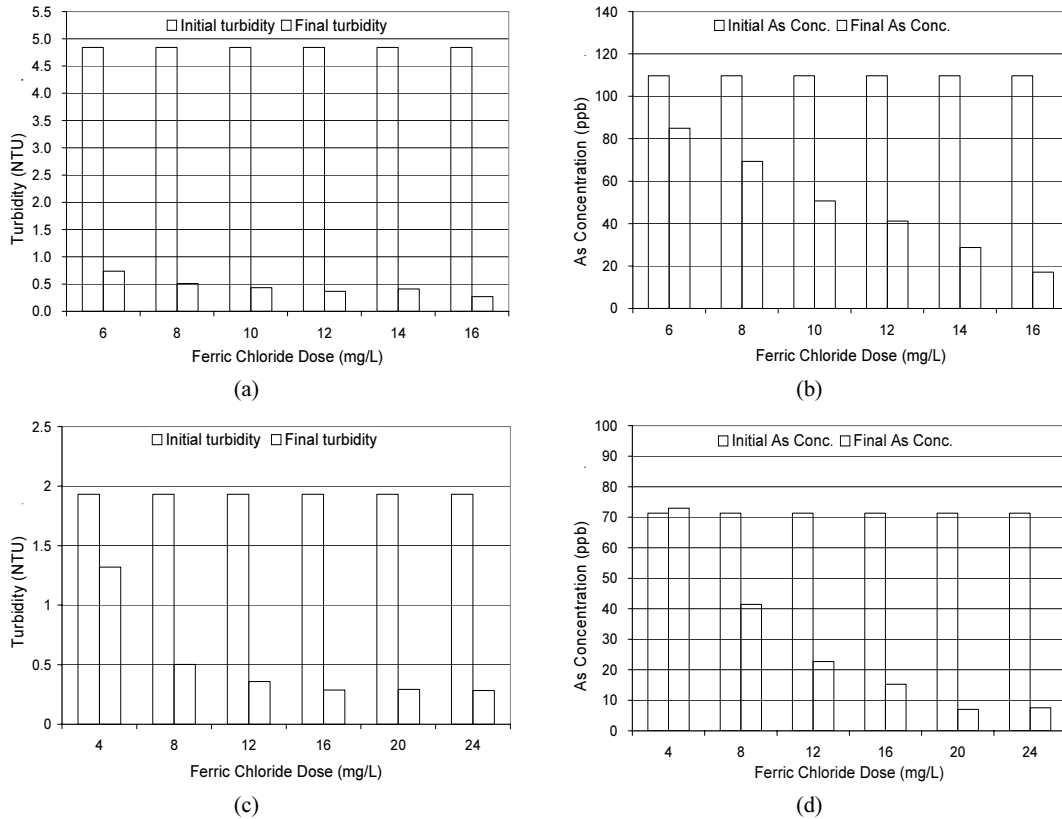 Initial turbidity Final turbidity
Turbidity (NTU)
5.5
5.0
4.5
4.0
3.5
3.0
2.5
2.0
1.5
1.0
0.5
0.0
6 8 10 12 14 16
Ferric Chloride Dose (mg/L)
(a)
Initial As Conc. Final As Conc.
As Concentration (ppb)
140
120
100
80
60
40
20
0
6 8 10 12 14 16
Ferric Chloride Dose (mg/L)
(b)
Initial turbidity Final turbidity
Turbidity (NTU)
2.5
2
1.5
1
0.5
0
4 8 12 16 20 24
Ferric Chloride Dose (mg/L)
(c)
Initial As Conc. Final As Conc.
As Concentration (ppb)
100
90
80
70
60
50
40
30
20
10
0
4 8 12 16 20 24
Ferric Chloride Dose (mg/L)
(d)